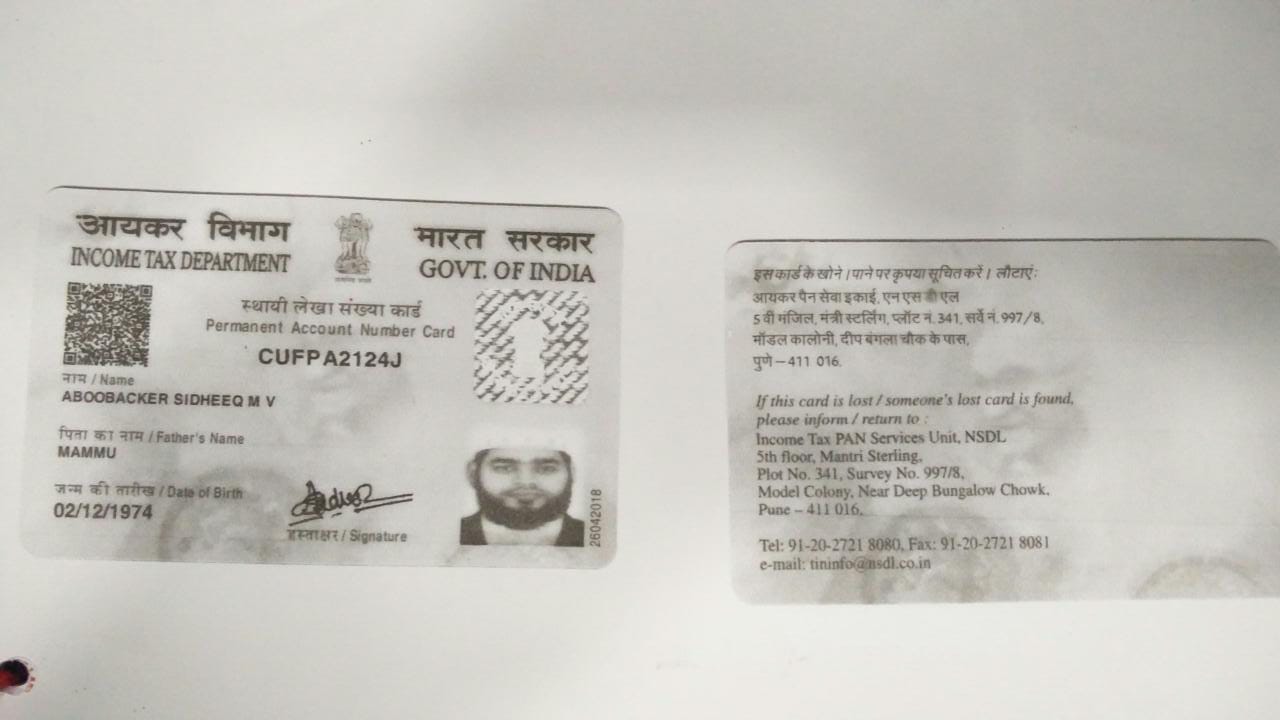 आयकर विभाग
INCOME TAX DEPARTMENT
भारत सरकार
GOVT. OF INDIA
स्थायी लेखा संख्या कार्ड
Permanent Account Number Card
CUFPA2124J
नाम / Name
ABOOBACKER SIDHEEQ M V
पिता का नाम / Father's Name
MAMMU
जन्म की तारीख / Date of Birth
02/12/1974
हस्ताक्षर / Signature
26042018
इस कार्ड के खोने / पाने पर कृपया सूचित करें / लौटाएं:
आयकर पैन सेवा इकाई, एन एस डी एल
5 वी मंजिल, मंत्री स्टर्लिंग, प्लॉट नं. 341, सर्वे नं. 997/8,
मॉडल कालोनी, दीप बंगला चौक के पास,
पुणे – 411 016.
If this card is lost / someone's lost card is found,
please inform / return to :
Income Tax PAN Services Unit, NSDL
5th floor, Mantri Sterling,
Plot No. 341, Survey No. 997/8,
Model Colony, Near Deep Bungalow Chowk,
Pune – 411 016.
Tel: 91-20-2721 8080, Fax: 91-20-2721 8081
e-mail: tininfo@nsdl.co.in